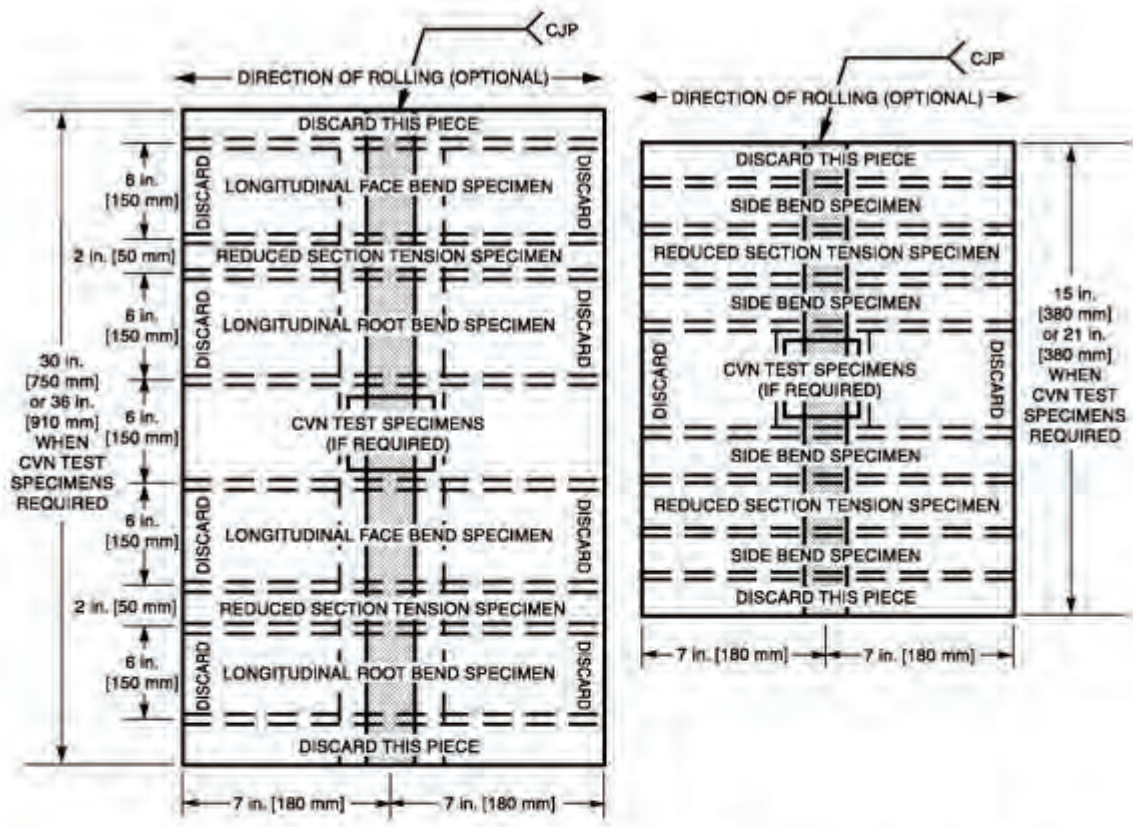 CJP
DIRECTION OF ROLLING (OPTIONAL)
DISCARD THIS PIECE
6 in.
[150 mm]
DISCARD
LONGITUDINAL FACE BEND SPECIMEN
DISCARD
2 in. [50 mm]
REDUCED SECTION TENSION SPECIMEN
6 in.
[150 mm]
DISCARD
LONGITUDINAL ROOT BEND SPECIMEN
DISCARD
30 in.
[750 mm]
or 36 in.
[910 mm]
WHEN
CVN TEST
SPECIMENS
REQUIRED
6 in.
[150 mm]
CVN TEST SPECIMENS
(IF REQUIRED)
6 in.
[150 mm]
DISCARD
LONGITUDINAL FACE BEND SPECIMEN
DISCARD
2 in. [50 mm]
REDUCED SECTION TENSION SPECIMEN
6 in.
[150 mm]
DISCARD
LONGITUDINAL ROOT BEND SPECIMEN
DISCARD
DISCARD THIS PIECE
7 in. [180 mm]
7 in. [180 mm]
CJP
DIRECTION OF ROLLING (OPTIONAL)
DISCARD THIS PIECE
SIDE BEND SPECIMEN
REDUCED SECTION TENSION SPECIMEN
SIDE BEND SPECIMEN
DISCARD
CVN TEST SPECIMENS
(IF REQUIRED)
DISCARD
15 in.
[380 mm]
or 21 in.
[380 mm]
WHEN
CVN TEST
SPECIMENS
REQUIRED
SIDE BEND SPECIMEN
REDUCED SECTION TENSION SPECIMEN
SIDE BEND SPECIMEN
DISCARD THIS PIECE
7 in. [180 mm]
7 in. [180 mm]